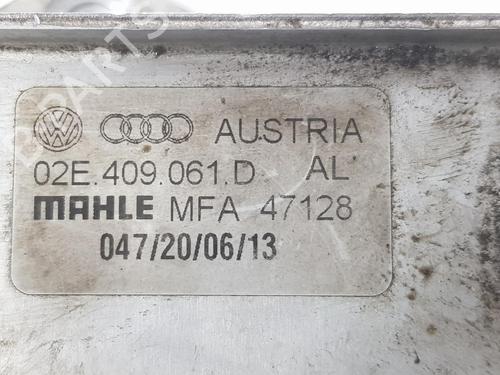 AUSTRIA
02E.409.061.D AL
MAHLE MFA 47128
047/20/06/13